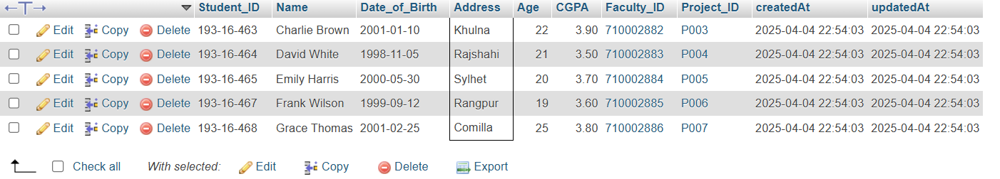 Student_ID Name Date_of_Birth Address Age CGPA Faculty_ID Project_ID createdAt updatedAt
Edit Copy Delete 193-16-463 Charlie Brown 2001-01-10 Khulna 22 3.90 710002882 P003 2025-04-04 22:54:03 2025-04-04 22:54:03
Edit Copy Delete 193-16-464 David White 1998-11-05 Rajshahi 21 3.50 710002883 P004 2025-04-04 22:54:03 2025-04-04 22:54:03
Edit Copy Delete 193-16-465 Emily Harris 2000-05-30 Sylhet 20 3.70 710002884 P005 2025-04-04 22:54:03 2025-04-04 22:54:03
Edit Copy Delete 193-16-467 Frank Wilson 1999-09-12 Rangpur 19 3.60 710002885 P006 2025-04-04 22:54:03 2025-04-04 22:54:03
Edit Copy Delete 193-16-468 Grace Thomas 2001-02-25 Comilla 25 3.80 710002886 P007 2025-04-04 22:54:03 2025-04-04 22:54:03
Check all With selected: Edit Copy Delete Export